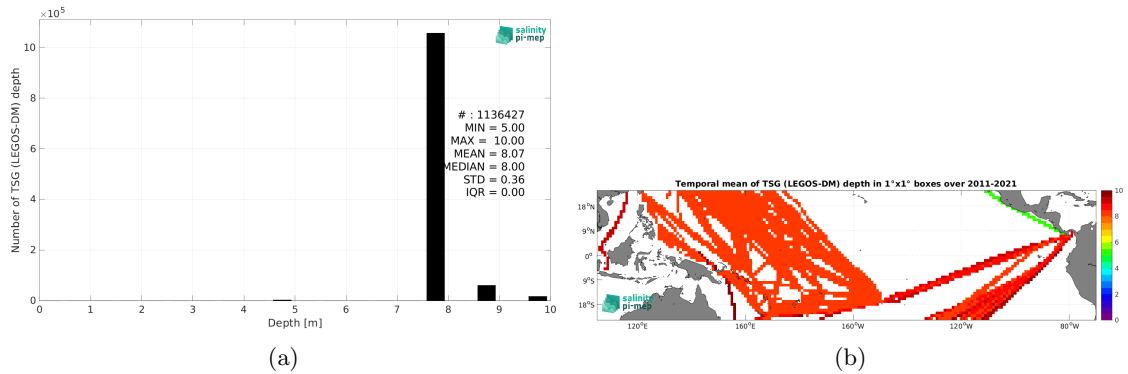 ×10⁵
10
8
6
4
2
0
Number of TSG (LEGOS-DM) depth
salinity
pi-mep
# : 1136427
MIN = 5.00
MAX = 10.00
MEAN = 8.07
MEDIAN = 8.00
STD = 0.36
IQR = 0.00
0 1 2 3 4 5 6 7 8 9 10
Depth [m]
(a)
Temporal mean of TSG (LEGOS-DM) depth in 1°x1° boxes over 2011-2021
18°N
9°N
0°
9°S
18°S
salinity
pi-mep
120°E 160°E 160°W 120°W 80°W
10
8
6
4
2
0
(b)